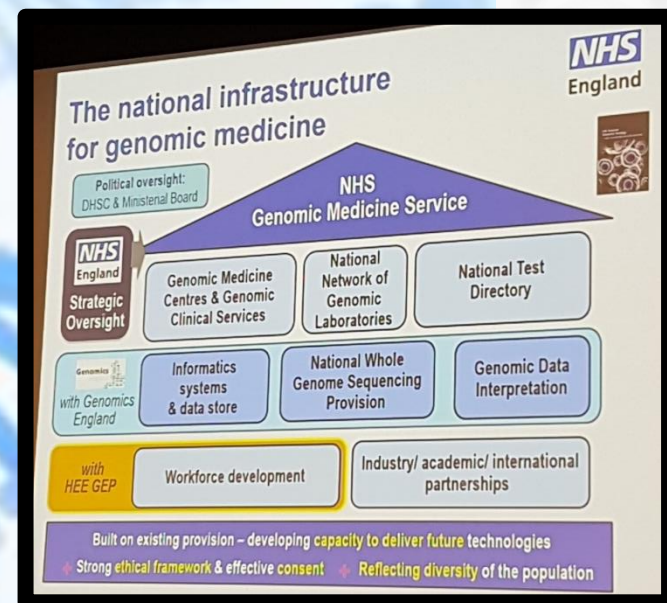 NHS
England
The national infrastructure
for genomic medicine
Political oversight:
DHSC & Ministerial Board
NHS
Genomic Medicine Service
NHS
England
Strategic
Oversight
Genomic Medicine
Centres & Genomic
Clinical Services
National
Network of
Genomic
Laboratories
National Test
Directory
Genomics
with Genomics
England
Informatics
systems
& data store
National Whole
Genome Sequencing
Provision
Genomic Data
Interpretation
with
HEE GEP
Workforce development
Industry/ academic/ international
partnerships
Built on existing provision – developing capacity to deliver future technologies
+ Strong ethical framework & effective consent + Reflecting diversity of the population